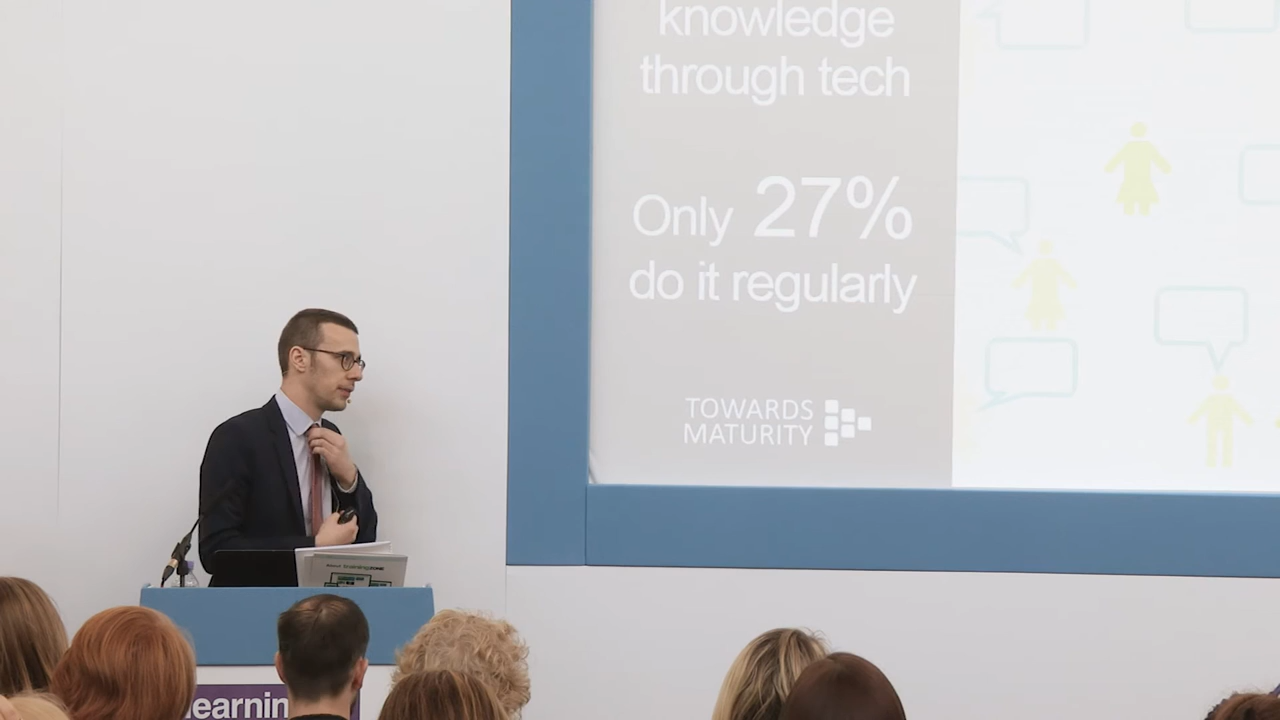 knowledge
through tech
Only 27%
do it regularly
TOWARDS
MATURITY
learnin